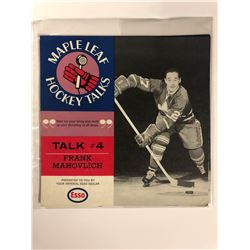 MAPLE LEAF
HOCKEY TALKS
TALK #4
FRANK
MAHOVLICH
PRESENTED TO YOU BY
YOUR IMPERIAL ESSO DEALER
Esso